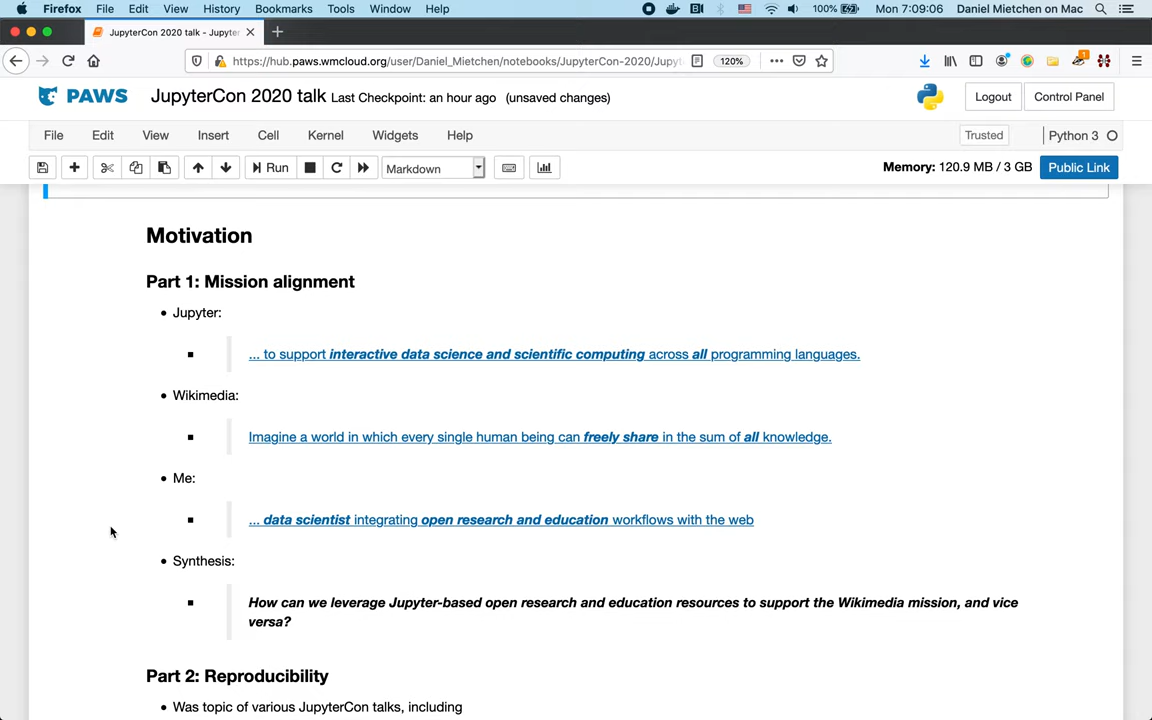 Firefox File Edit View History Bookmarks Tools Window Help 100% Mon 7:09:06 Daniel Mietchen on Mac
JupyterCon 2020 talk - Jupyter
https://hub.paws.wmcloud.org/user/Daniel_Mietchen/notebooks/JupyterCon-2020/Jupyt 120% 1
PAWS JupyterCon 2020 talk Last Checkpoint: an hour ago (unsaved changes) Logout Control Panel
File Edit View Insert Cell Kernel Widgets Help Trusted Python 3
Run Markdown Memory: 120.9 MB / 3 GB Public Link
Motivation
Part 1: Mission alignment
• Jupyter:
▪ ... to support interactive data science and scientific computing across all programming languages.
• Wikimedia:
▪ Imagine a world in which every single human being can freely share in the sum of all knowledge.
• Me:
▪ ... data scientist integrating open research and education workflows with the web
• Synthesis:
▪ How can we leverage Jupyter-based open research and education resources to support the Wikimedia mission, and vice
versa?
Part 2: Reproducibility
• Was topic of various JupyterCon talks, including